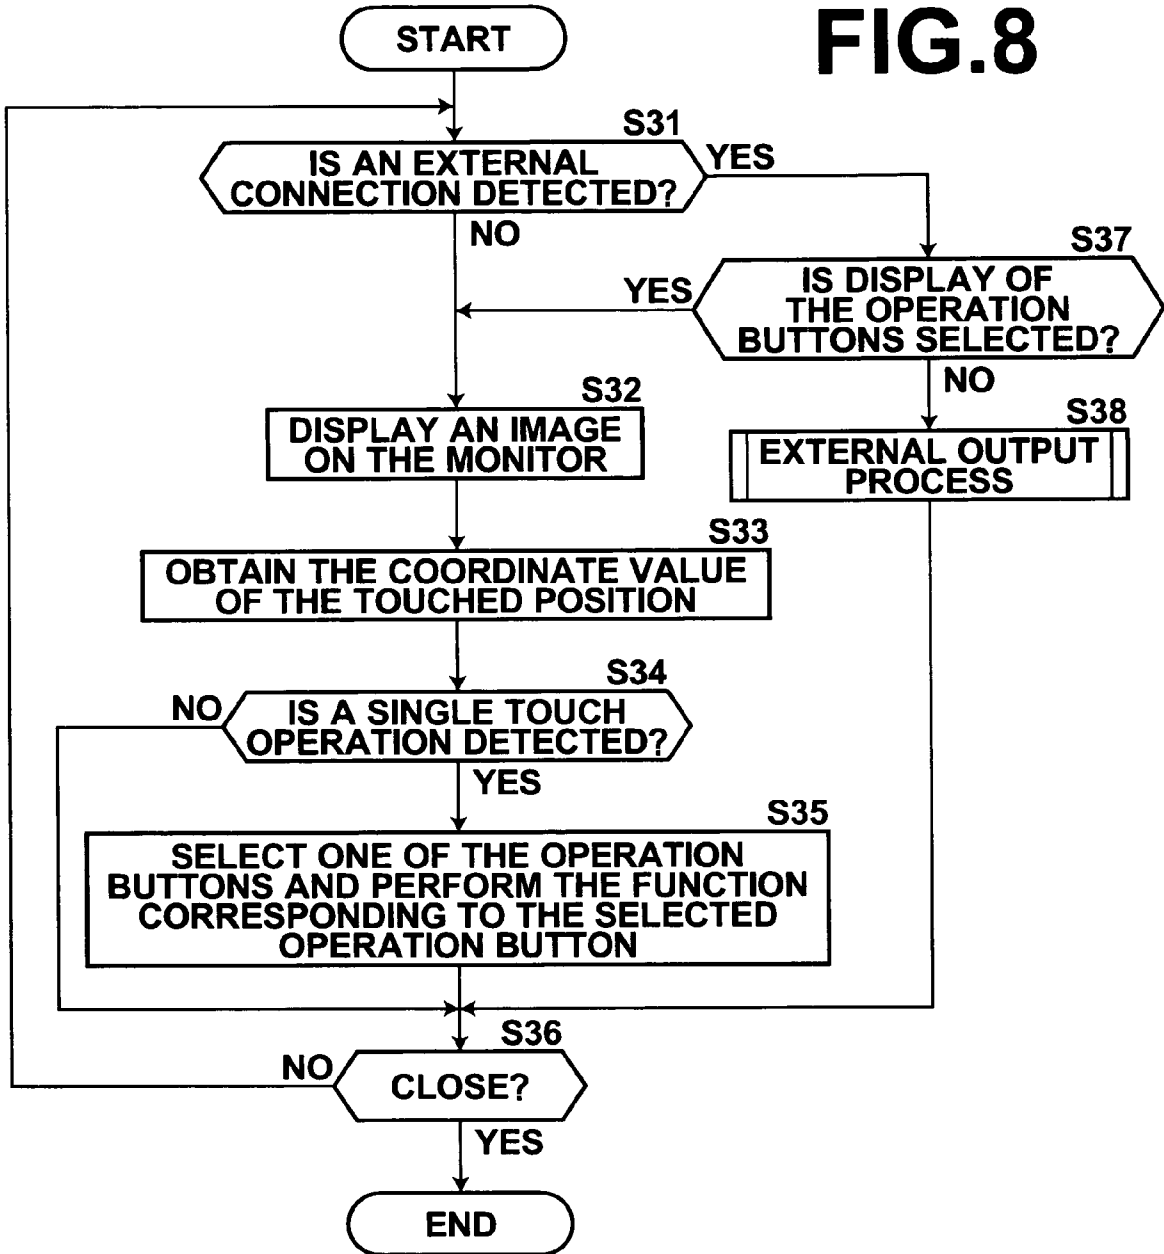 FIG.8
START
S31
IS AN EXTERNAL
CONNECTION DETECTED?
YES
NO
S37
IS DISPLAY OF
THE OPERATION
BUTTONS SELECTED?
YES
NO
S32
DISPLAY AN IMAGE
ON THE MONITOR
S38
EXTERNAL OUTPUT
PROCESS
S33
OBTAIN THE COORDINATE VALUE
OF THE TOUCHED POSITION
S34
NO
IS A SINGLE TOUCH
OPERATION DETECTED?
YES
S35
SELECT ONE OF THE OPERATION
BUTTONS AND PERFORM THE FUNCTION
CORRESPONDING TO THE SELECTED
OPERATION BUTTON
S36
NO
CLOSE?
YES
END